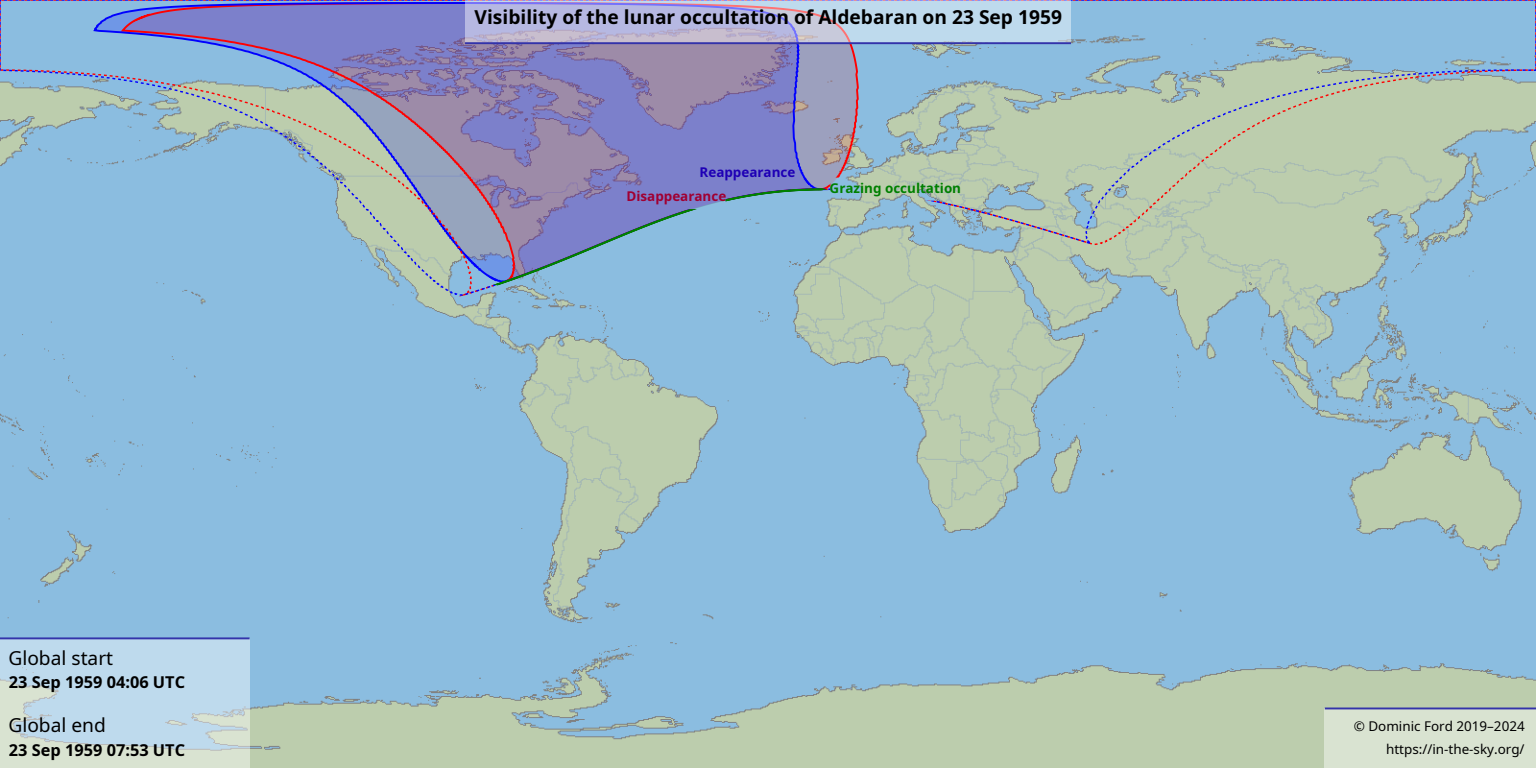 Visibility of the lunar occultation of Aldebaran on 23 Sep 1959
Reappearance
Disappearance
Grazing occultation
Global start
23 Sep 1959 04:06 UTC
Global end
23 Sep 1959 07:53 UTC
© Dominic Ford 2019–2024
https://in-the-sky.org/